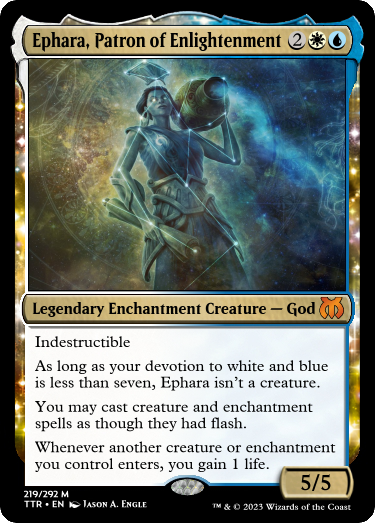 Ephara, Patron of Enlightenment 2
Legendary Enchantment Creature — God
Indestructible
As long as your devotion to white and blue
is less than seven, Ephara isn't a creature.
You may cast creature and enchantment
spells as though they had flash.
Whenever another creature or enchantment
you control enters, you gain 1 life.
5/5
219/292 M
TTR • EN JASON A. ENGLE
™ & © 2023 Wizards of the Coast